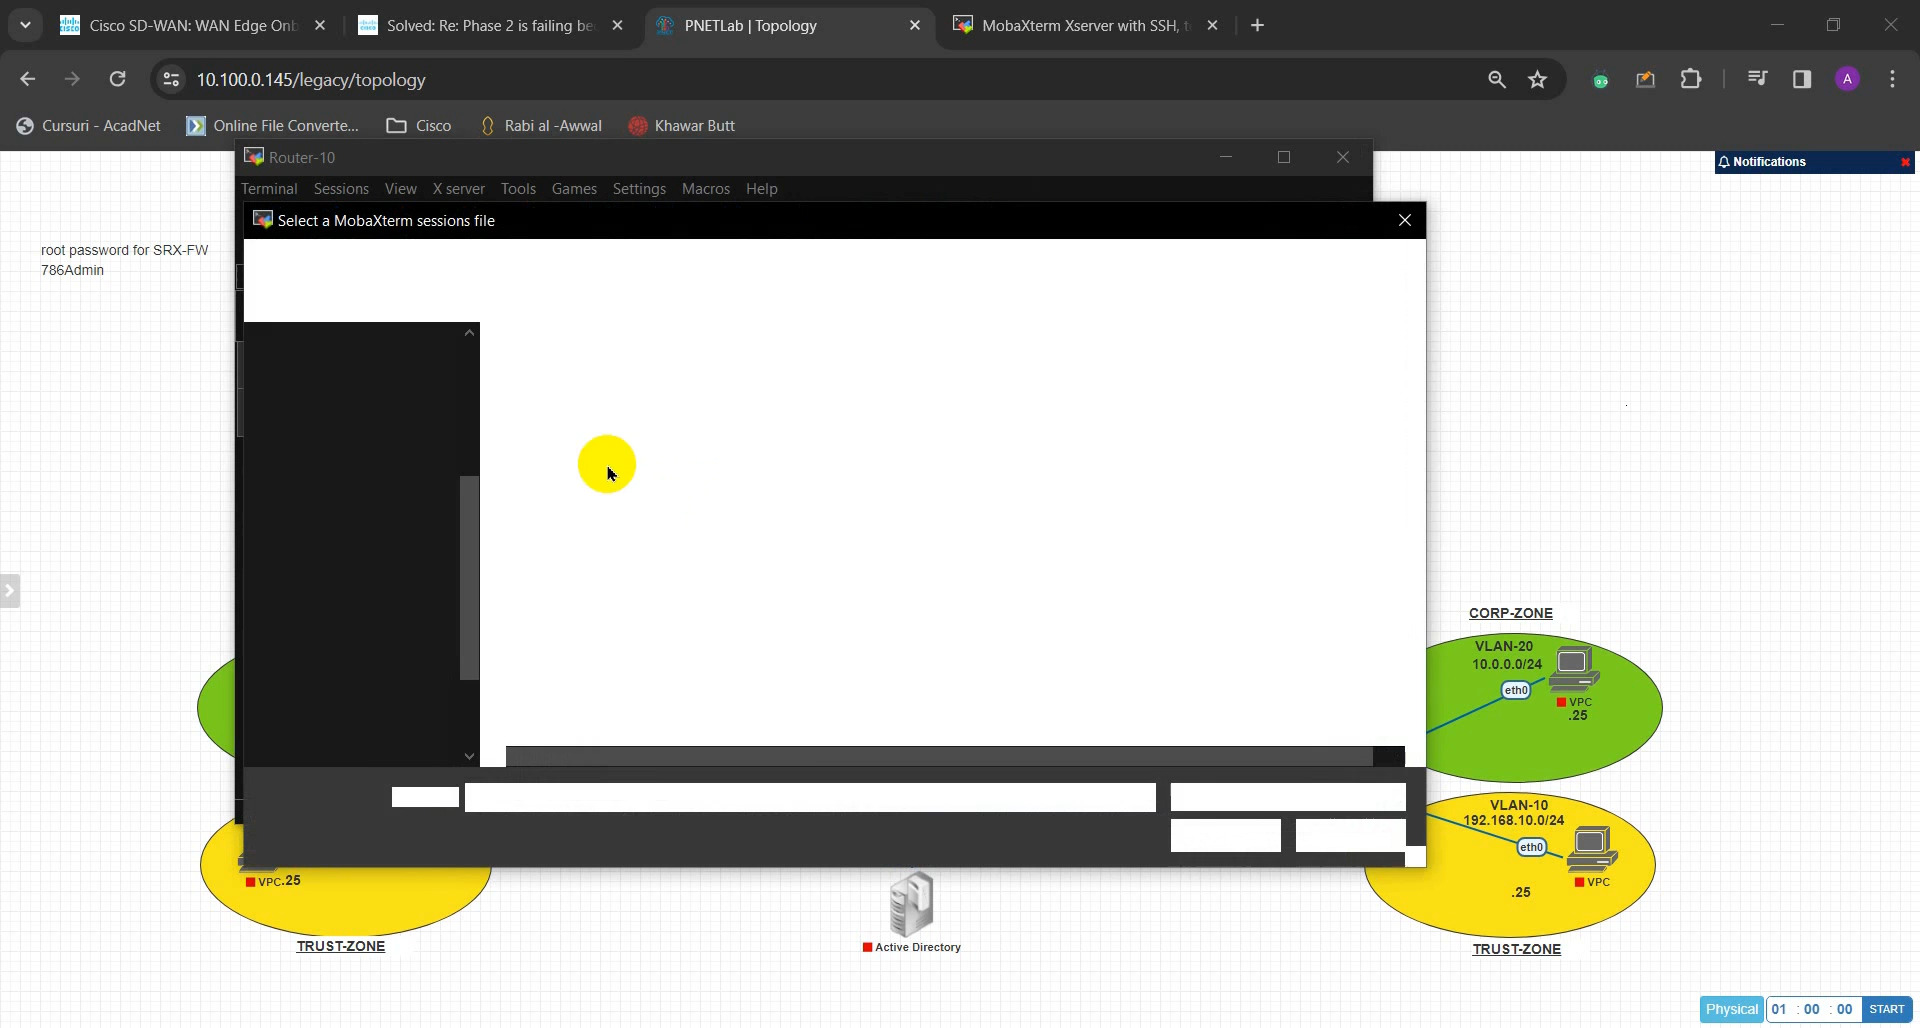 Cisco SD-WAN: WAN Edge Onb
Solved: Re: Phase 2 is failing be
PNETLab | Topology
MobaXterm Xserver with SSH, t
10.100.0.145/legacy/topology
A
Cursuri - AcadNet
Online File Converte...
Cisco
Rabi al -Awwal
Khawar Butt
Router-10
Notifications
Terminal Sessions View X server Tools Games Settings Macros Help
Select a MobaXterm sessions file
root password for SRX-FW
786Admin
CORP-ZONE
VLAN-20
10.0.0.0/24
eth0
VPC
.25
VLAN-10
192.168.10.0/24
eth0
VPC
.25
VPC.25
TRUST-ZONE
Active Directory
TRUST-ZONE
Physical 01 : 00 : 00 START